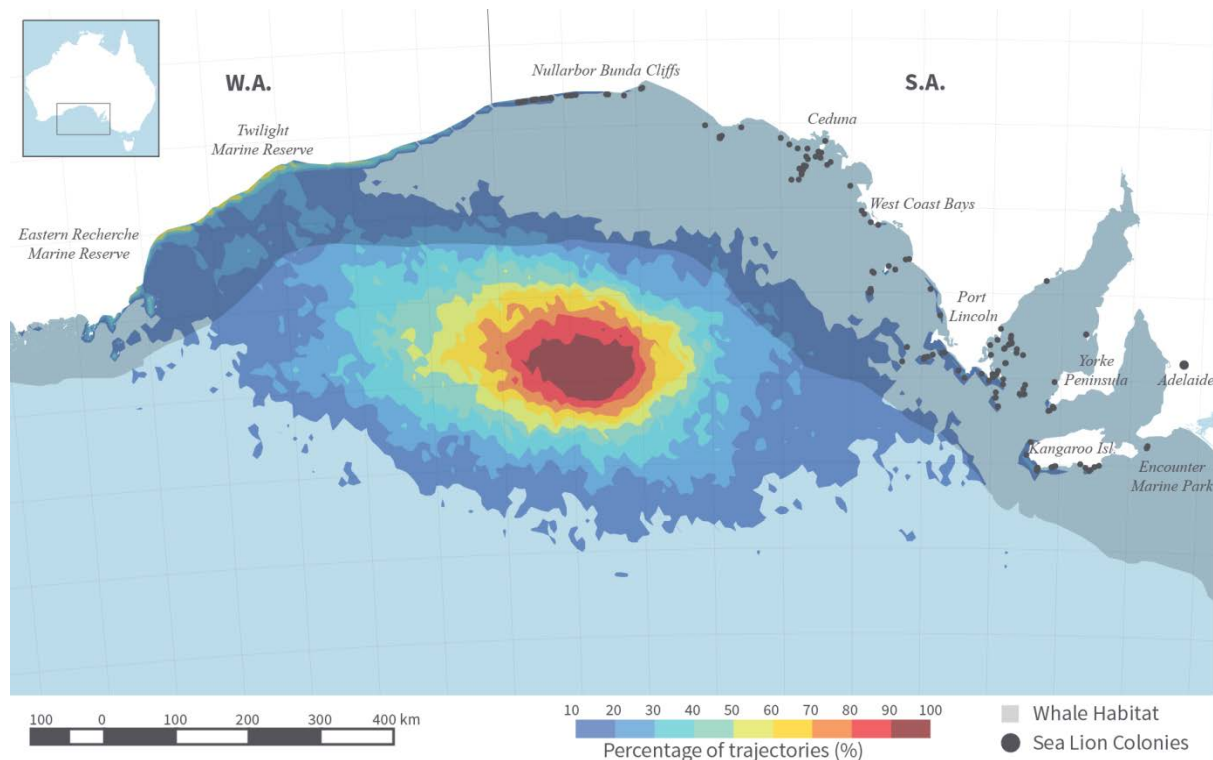 W.A.
Nullarbor Bunda Cliffs
S.A.
Twilight
Marine Reserve
Ceduna
West Coast Bays
Eastern Recherche
Marine Reserve
Port
Lincoln
Yorke
Peninsula
Adelaide
Kangaroo Isl
Encounter
Marine Park
100 0 100 200 300 400 km
10 20 30 40 50 60 70 80 90 100
Percentage of trajectories (%)
Whale Habitat
Sea Lion Colonies